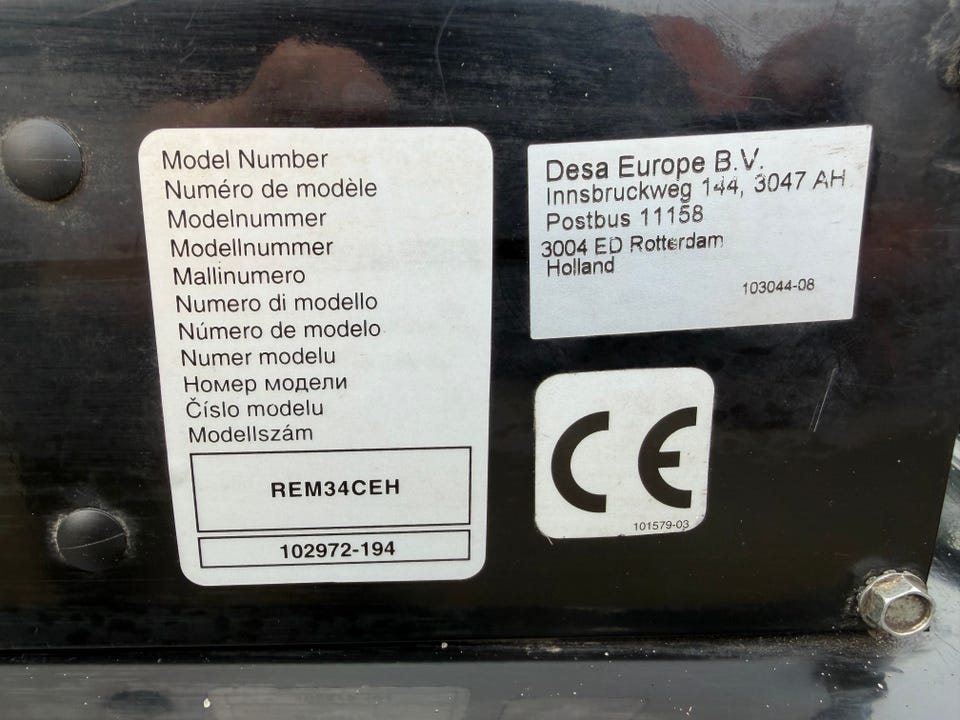 Model Number
Numéro de modèle
Modelnummer
Modellnummer
Mallinumero
Numero di modello
Número de modelo
Numer modelu
Номер модели
Číslo modelu
Modellszám
REM34CEH
102972-194
Desa Europe B.V.
Innsbruckweg 144, 3047 AH
Postbus 11158
3004 ED Rotterdam
Holland
103044-08
CE
101579-03